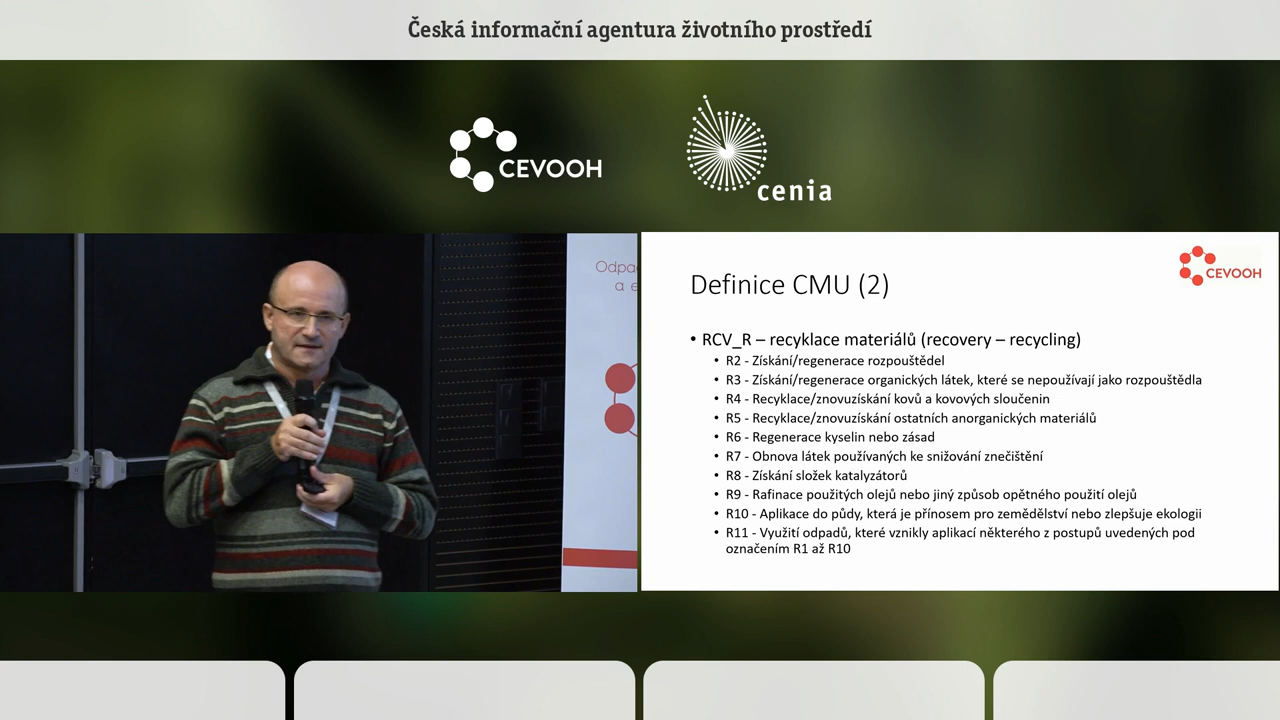 Česká informační agentura životního prostředí
CEVOOH
cenia
Odpa
a e
CEVOOH
Definice CMU (2)
• RCV_R – recyklace materiálů (recovery – recycling)
• R2 - Získání/regenerace rozpouštědel
• R3 - Získání/regenerace organických látek, které se nepoužívají jako rozpouštědla
• R4 - Recyklace/znovuzískání kovů a kovových sloučenin
• R5 - Recyklace/znovuzískání ostatních anorganických materiálů
• R6 - Regenerace kyselin nebo zásad
• R7 - Obnova látek používaných ke snižování znečištění
• R8 - Získání složek katalyzátorů
• R9 - Rafinace použitých olejů nebo jiný způsob opětného použití olejů
• R10 - Aplikace do půdy, která je přínosem pro zemědělství nebo zlepšuje ekologii
• R11 - Využití odpadů, které vznikly aplikací některého z postupů uvedených pod
označením R1 až R10